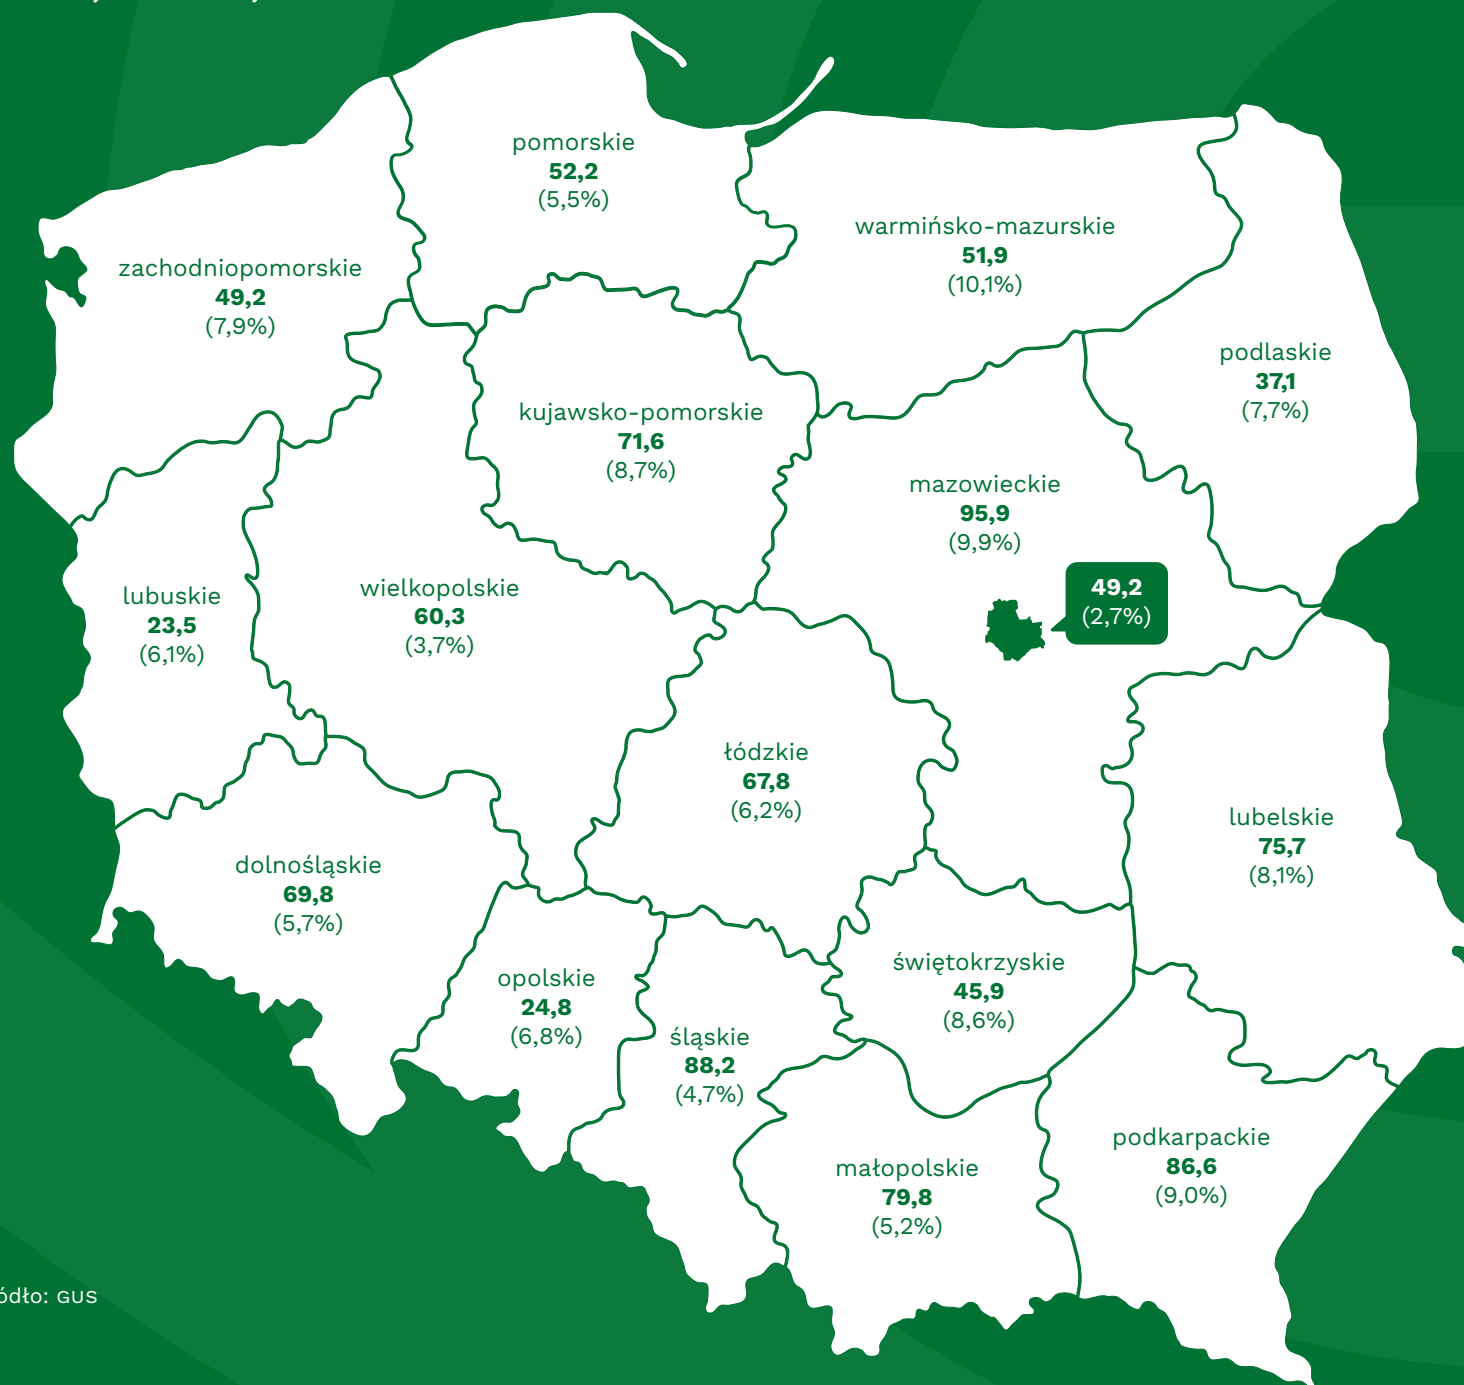 pomorskie
52,2
(5,5%)
warmińsko-mazurskie
51,9
(10,1%)
zachodniopomorskie
49,2
(7,9%)
podlaskie
37,1
(7,7%)
kujawsko-pomorskie
71,6
(8,7%)
mazowieckie
95,9
(9,9%)
49,2
(2,7%)
lubuskie
23,5
(6,1%)
wielkopolskie
60,3
(3,7%)
łódzkie
67,8
(6,2%)
lubelskie
75,7
(8,1%)
dolnośląskie
69,8
(5,7%)
opolskie
24,8
(6,8%)
śląskie
88,2
(4,7%)
świętokrzyskie
45,9
(8,6%)
małopolskie
79,8
(5,2%)
podkarpackie
86,6
(9,0%)
ódło: GUS